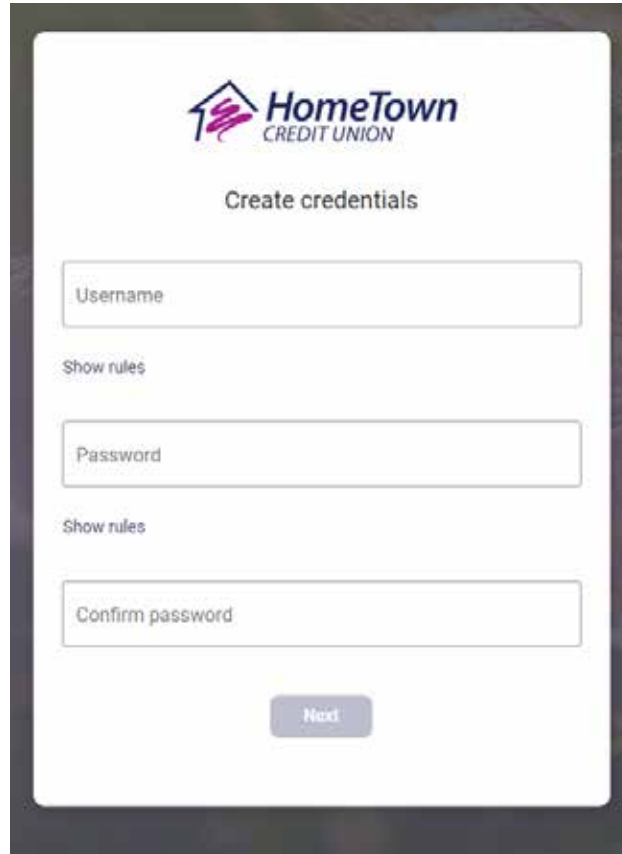 HomeTown
CREDIT UNION
Create credentials
Username
Show rules
Password
Show rules
Confirm password
Next